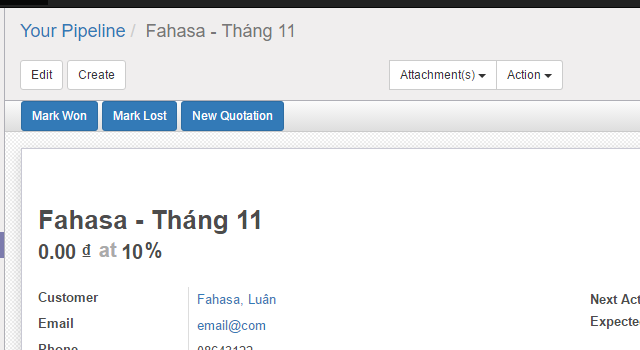 Your Pipeline / Fahasa - Tháng 11
Edit Create Attachment(s) Action
Mark Won Mark Lost New Quotation
Fahasa - Tháng 11
0.00 ₫ at 10%
Customer Fahasa, Luân Next Act
Email email@com Expecte
Phone